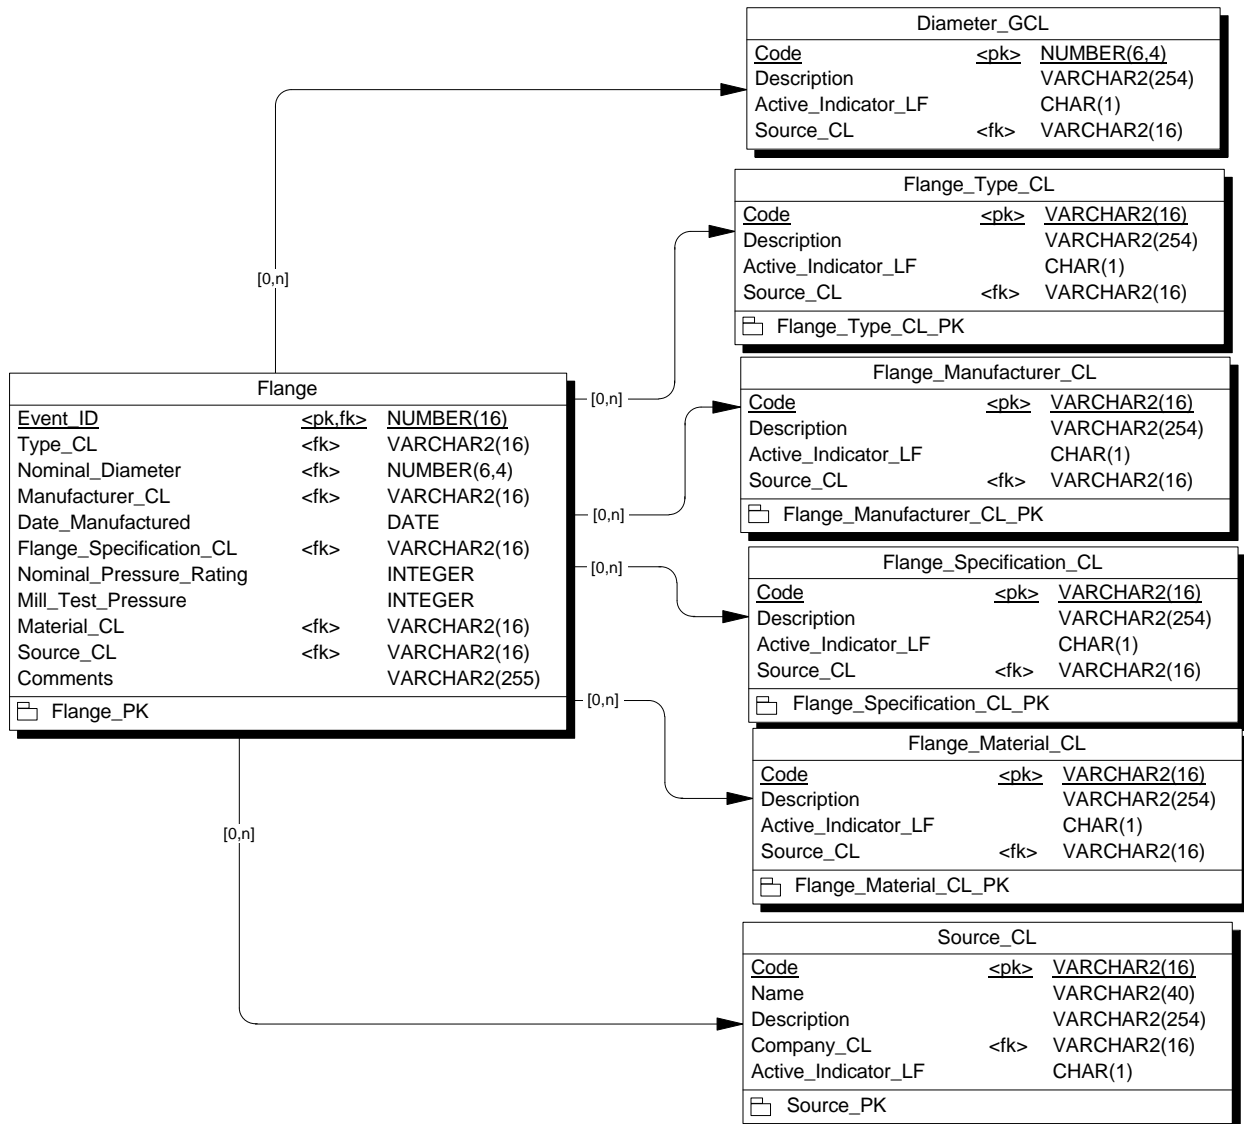 Diameter_GCL
Code <pk> NUMBER(6,4)
Description VARCHAR2(254)
Active_Indicator_LF CHAR(1)
Source_CL <fk> VARCHAR2(16)
Flange_Type_CL
Code <pk> VARCHAR2(16)
Description VARCHAR2(254)
Active_Indicator_LF CHAR(1)
Source_CL <fk> VARCHAR2(16)
Flange_Type_CL_PK
[0,n]
[0,n]
Flange
Event_ID <pk,fk> NUMBER(16)
Type_CL <fk> VARCHAR2(16)
Nominal_Diameter <fk> NUMBER(6,4)
Manufacturer_CL <fk> VARCHAR2(16)
Date_Manufactured DATE
Flange_Specification_CL <fk> VARCHAR2(16)
Nominal_Pressure_Rating INTEGER
Mill_Test_Pressure INTEGER
Material_CL <fk> VARCHAR2(16)
Source_CL <fk> VARCHAR2(16)
Comments VARCHAR2(255)
Flange_PK
Flange_Manufacturer_CL
Code <pk> VARCHAR2(16)
Description VARCHAR2(254)
Active_Indicator_LF CHAR(1)
Source_CL <fk> VARCHAR2(16)
Flange_Manufacturer_CL_PK
[0,n]
[0,n]
Flange_Specification_CL
Code <pk> VARCHAR2(16)
Description VARCHAR2(254)
Active_Indicator_LF CHAR(1)
Source_CL <fk> VARCHAR2(16)
Flange_Specification_CL_PK
[0,n]
Flange_Material_CL
Code <pk> VARCHAR2(16)
Description VARCHAR2(254)
Active_Indicator_LF CHAR(1)
Source_CL <fk> VARCHAR2(16)
Flange_Material_CL_PK
[0,n]
Source_CL
Code <pk> VARCHAR2(16)
Name VARCHAR2(40)
Description VARCHAR2(254)
Company_CL <fk> VARCHAR2(16)
Active_Indicator_LF CHAR(1)
Source_PK